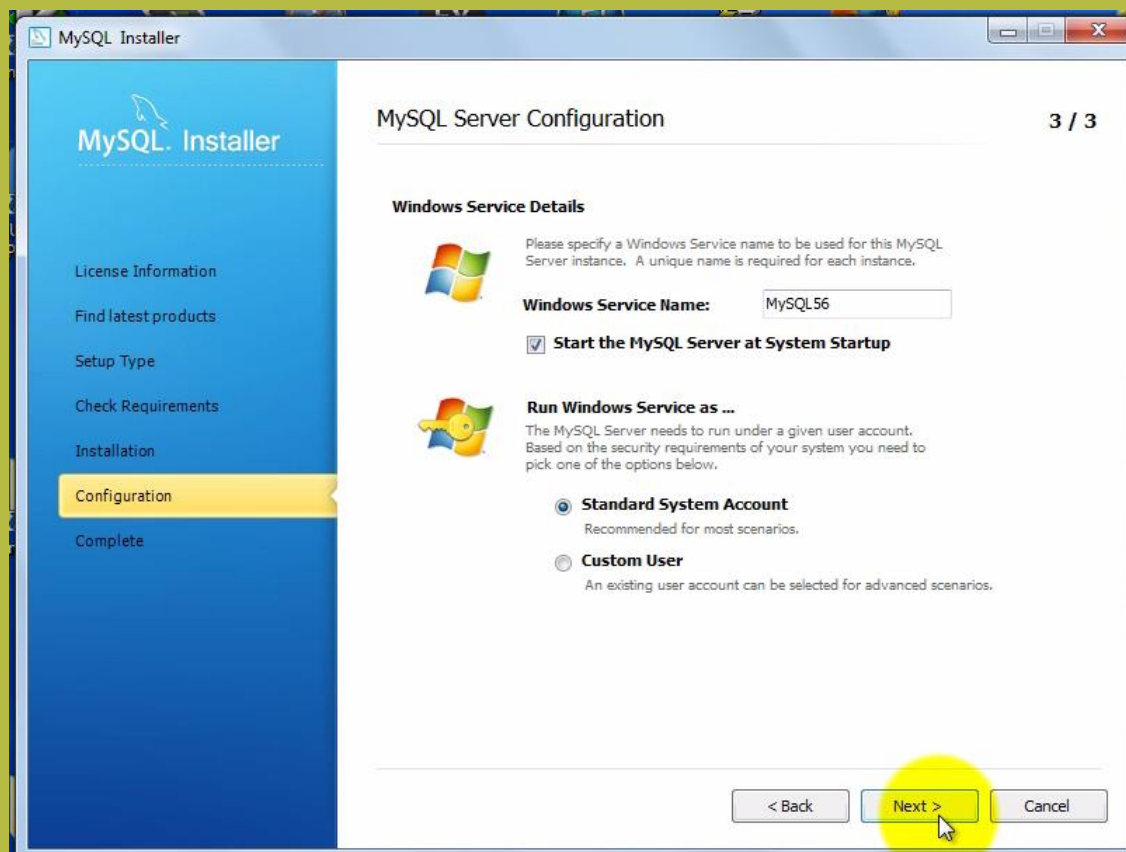 MySQL Installer
MySQL. Installer
License Information
Find latest products
Setup Type
Check Requirements
Installation
Configuration
Complete
MySQL Server Configuration
3 / 3
Windows Service Details
Please specify a Windows Service name to be used for this MySQL
Server instance. A unique name is required for each instance.
Windows Service Name:
MySQL56
Start the MySQL Server at System Startup
Run Windows Service as ...
The MySQL Server needs to run under a given user account.
Based on the security requirements of your system you need to
pick one of the options below.
Standard System Account
Recommended for most scenarios.
Custom User
An existing user account can be selected for advanced scenarios.
< Back
Next >
Cancel